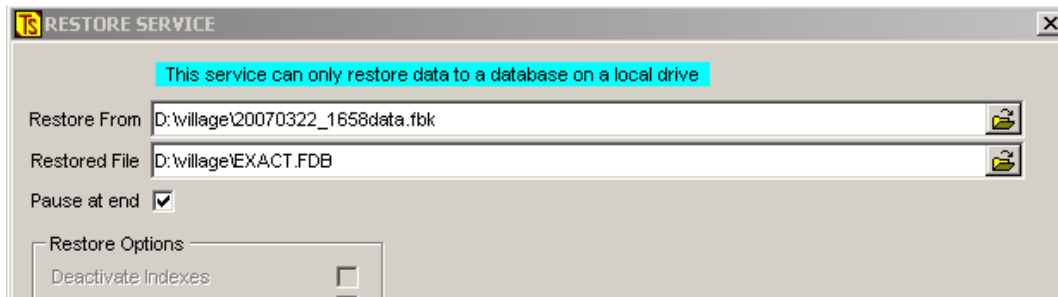 TS RESTORE SERVICE
This service can only restore data to a database on a local drive
Restore From D:\village\20070322_1658data.fbk
Restored File D:\village\EXACT.FDB
Pause at end
Restore Options
Deactivate Indexes